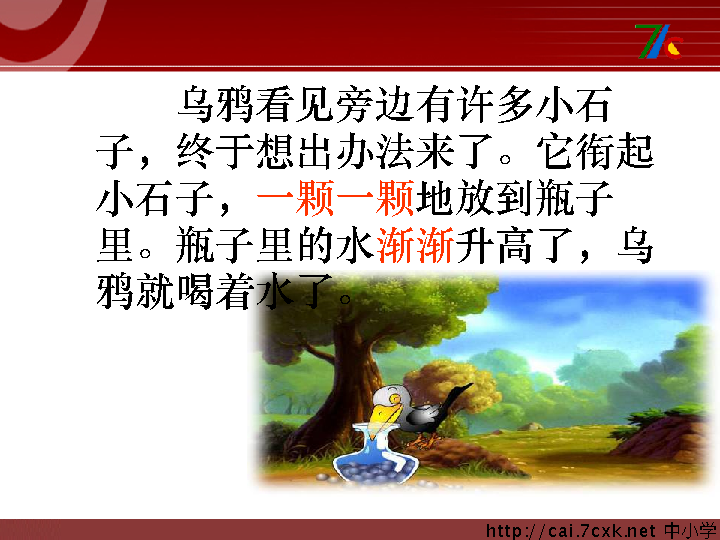 7c
乌鸦看见旁边有许多小石
子，终于想出办法来了。它衔起
小石子，一颗一颗地放到瓶子
里。瓶子里的水渐渐升高了，乌
鸦就喝着水了。
http://cai.7cxk.net 中小学